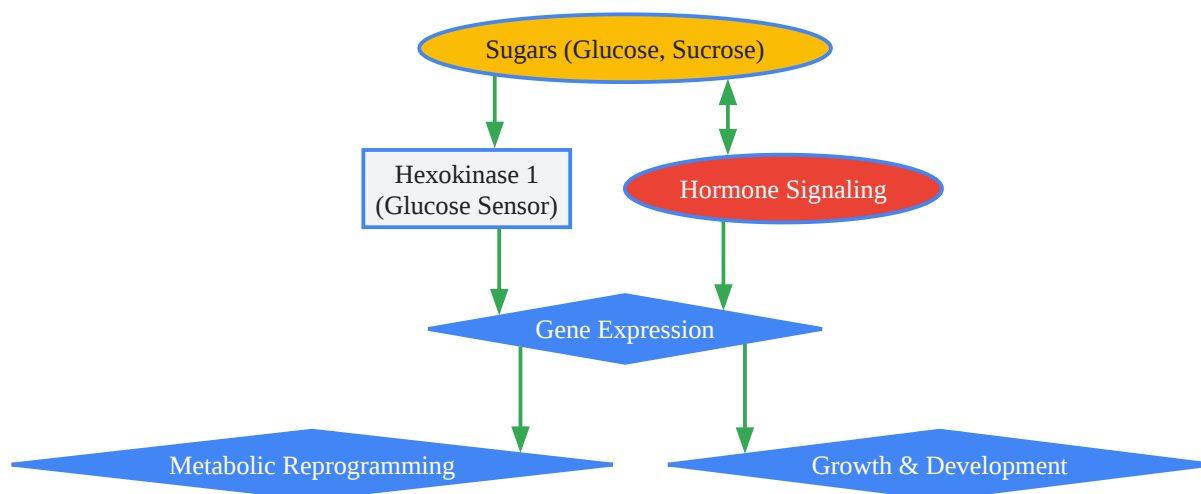 Sugars (Glucose, Sucrose)
Hexokinase 1
(Glucose Sensor)
Hormone Signaling
Gene Expression
Metabolic Reprogramming
Growth & Development